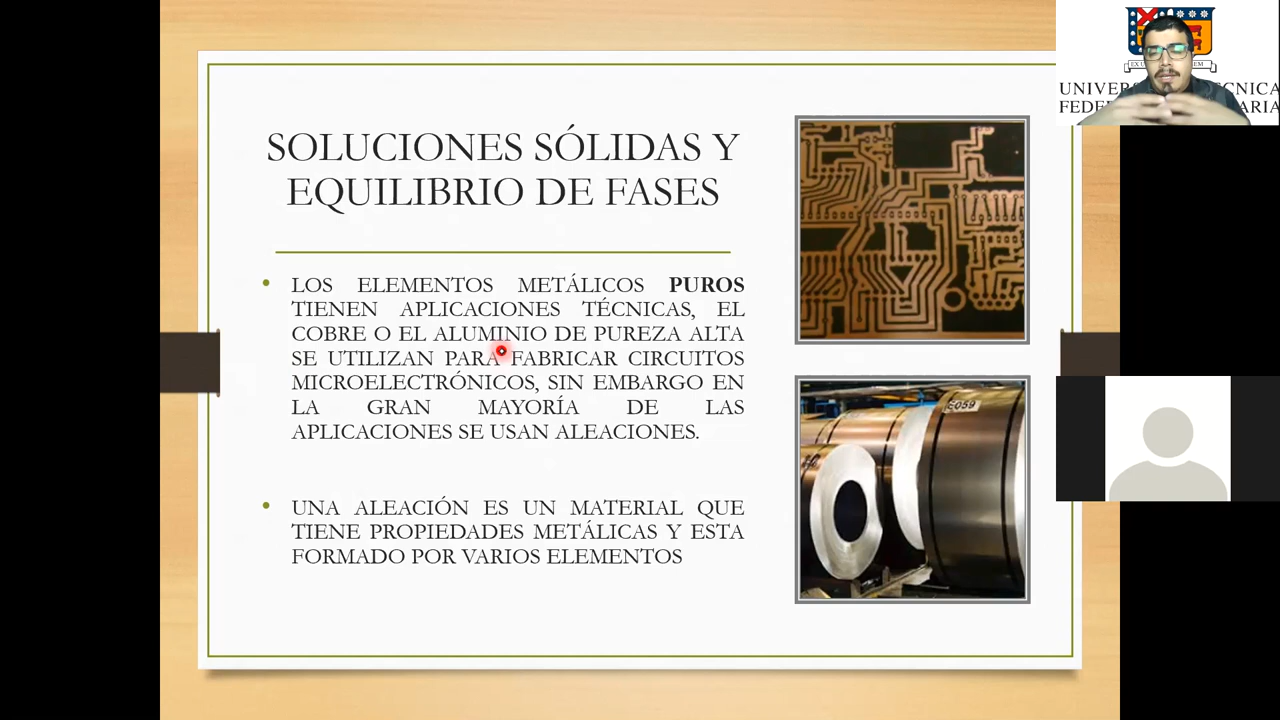 SOLUCIONES SÓLIDAS Y
EQUILIBRIO DE FASES
• LOS ELEMENTOS METÁLICOS PUROS
TIENEN APLICACIONES TÉCNICAS, EL
COBRE O EL ALUMINIO DE PUREZA ALTA
SE UTILIZAN PARA FABRICAR CIRCUITOS
MICROELECTRÓNICOS, SIN EMBARGO EN
LA GRAN MAYORÍA DE LAS
APLICACIONES SE USAN ALEACIONES.
• UNA ALEACIÓN ES UN MATERIAL QUE
TIENE PROPIEDADES METÁLICAS Y ESTA
FORMADO POR VARIOS ELEMENTOS
E059